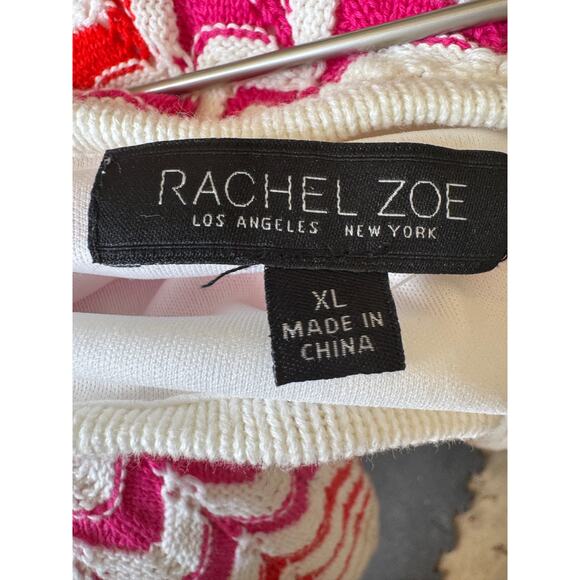 RACHEL ZOE
LOS ANGELES NEW YORK
XL
MADE IN
CHINA